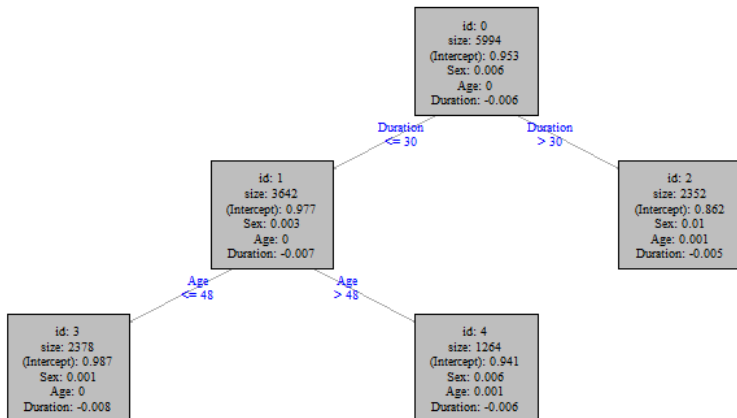 id: 0
size: 5994
(Intercept): 0.953
Sex: 0.006
Age: 0
Duration: -0.006
Duration
<= 30
Duration
> 30
id: 1
size: 3642
(Intercept): 0.977
Sex: 0.003
Age: 0
Duration: -0.007
id: 2
size: 2352
(Intercept): 0.862
Sex: 0.01
Age: 0.001
Duration: -0.005
Age
<= 48
Age
> 48
id: 3
size: 2378
(Intercept): 0.987
Sex: 0.001
Age: 0
Duration: -0.008
id: 4
size: 1264
(Intercept): 0.941
Sex: 0.006
Age: 0.001
Duration: -0.006